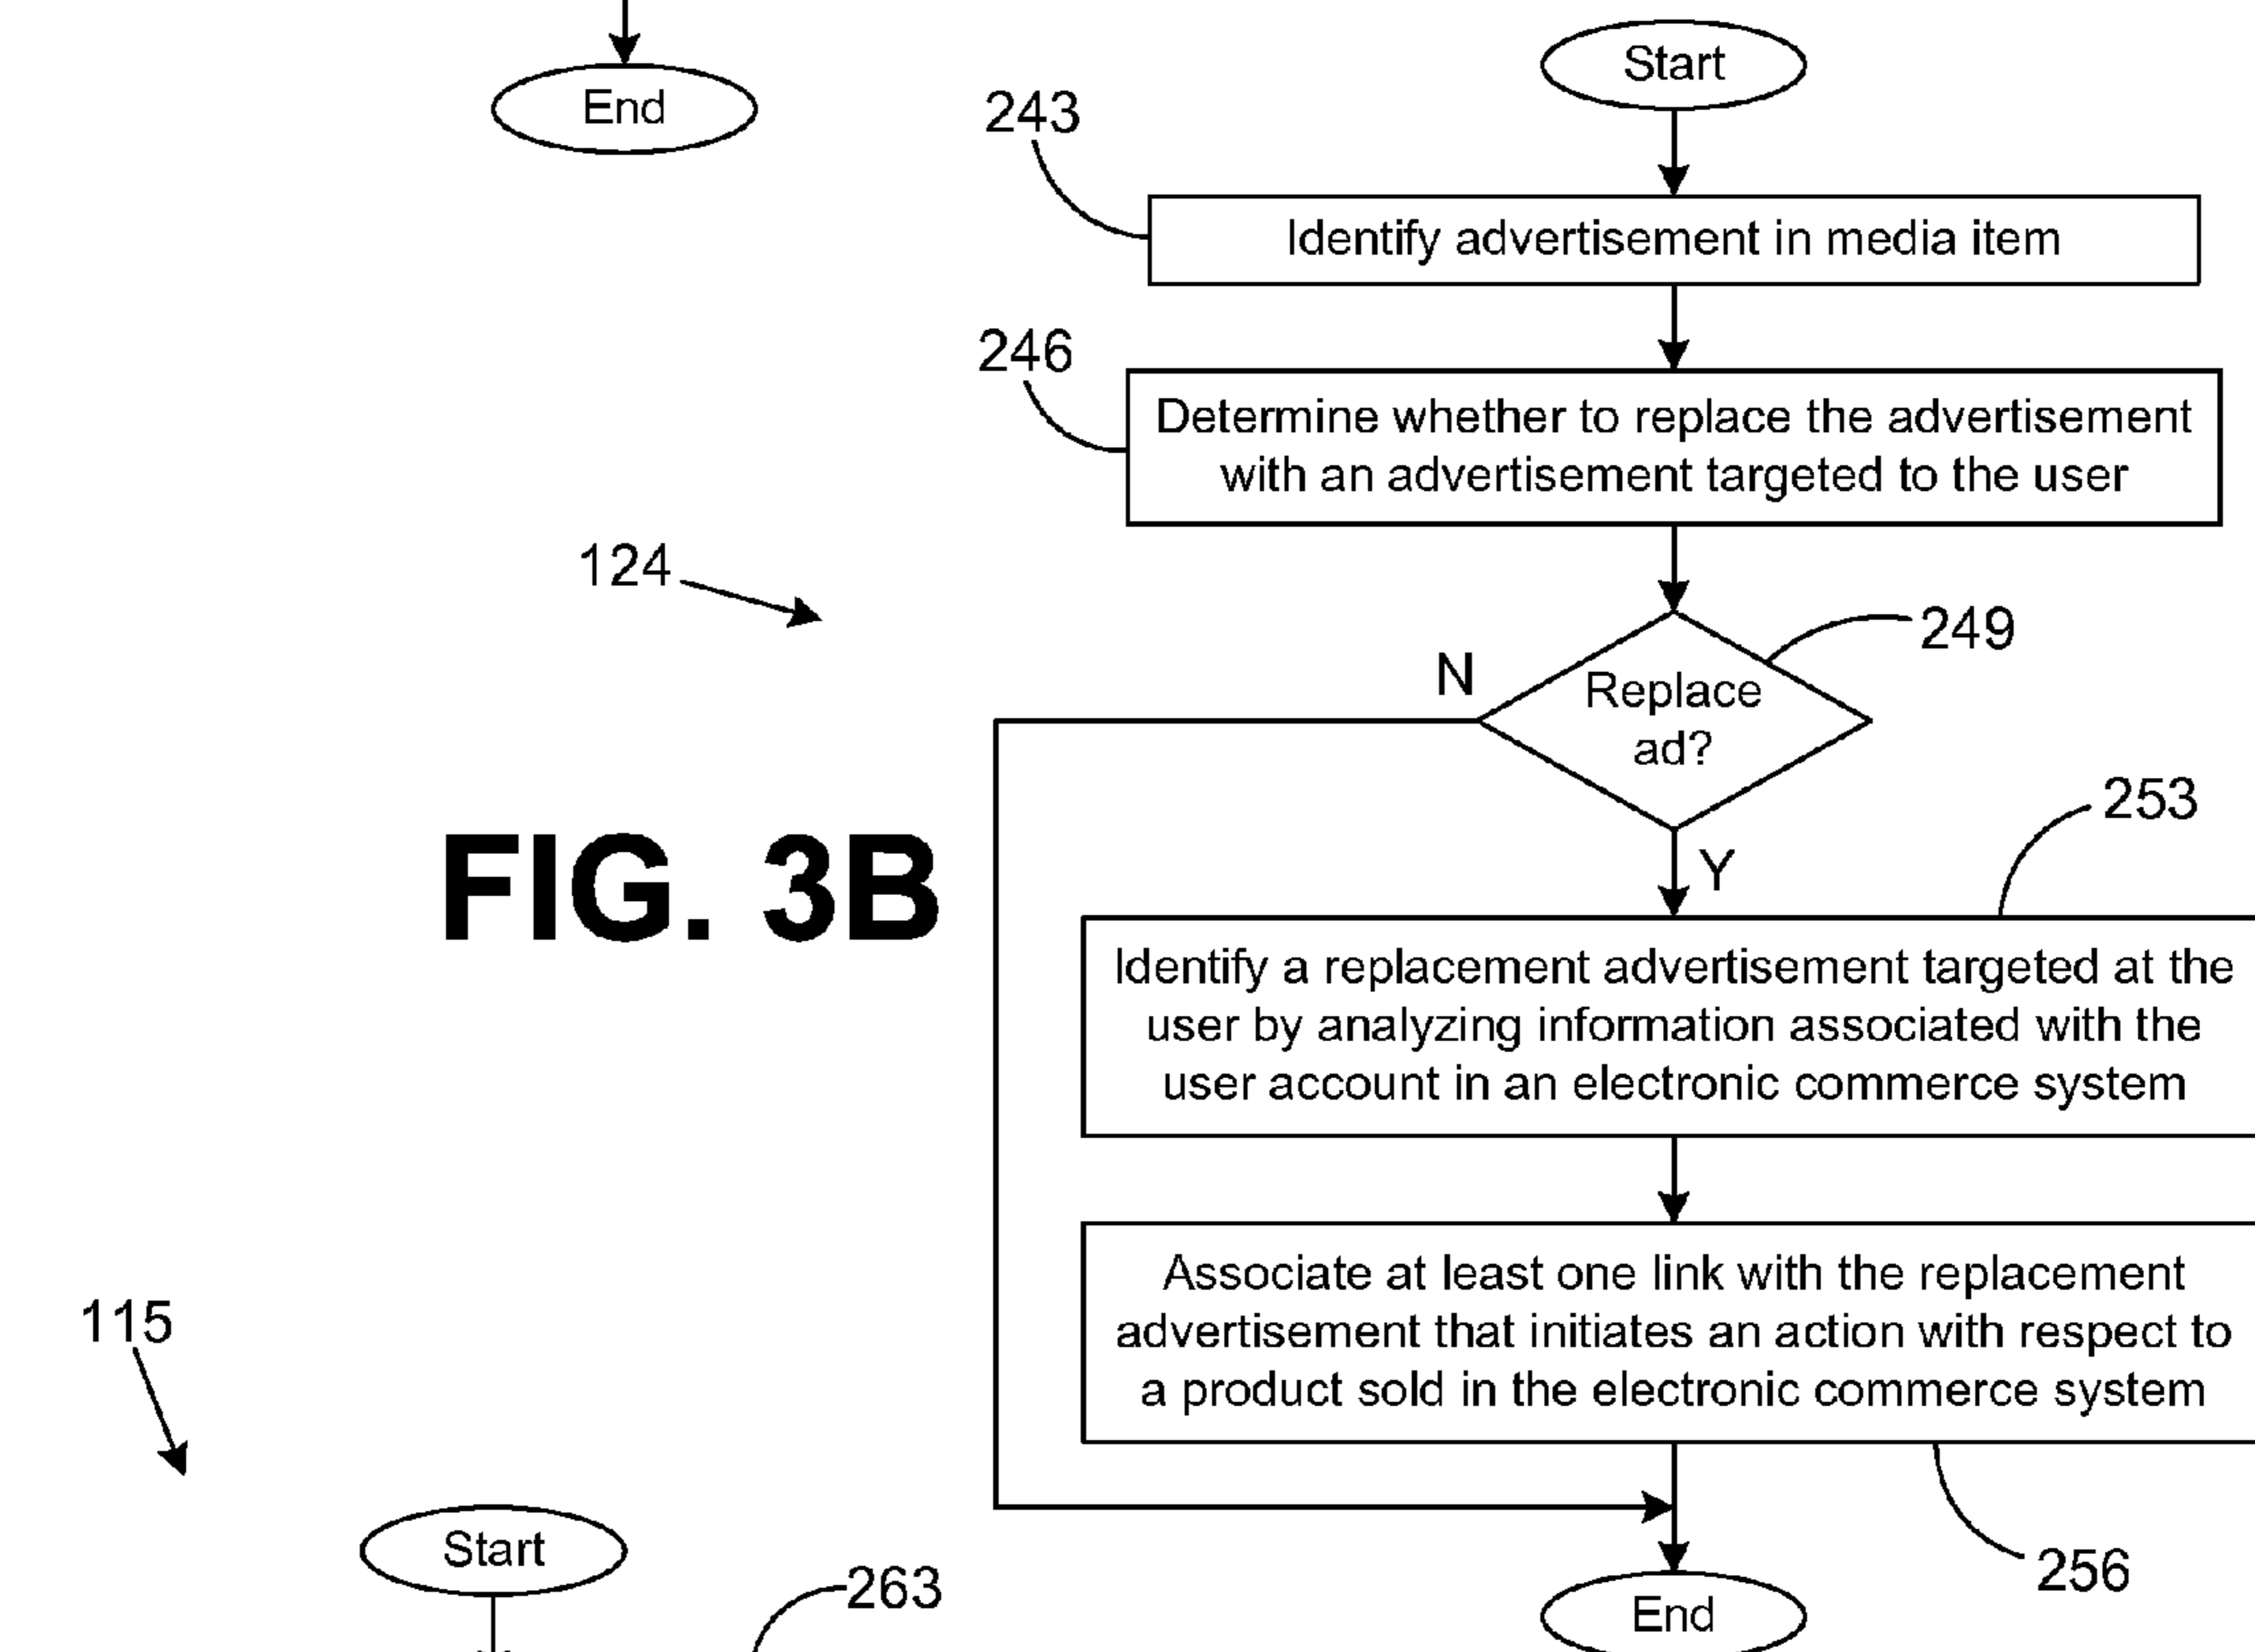 End
Start
243
Identify advertisement in media item
246
Determine whether to replace the advertisement
with an advertisement targeted to the user
124
249
N
Replace
ad?
253
Y
FIG. 3B
Identify a replacement advertisement targeted at the
user by analyzing information associated with the
user account in an electronic commerce system
Associate at least one link with the replacement
advertisement that initiates an action with respect to
a product sold in the electronic commerce system
115
Start
263
256
End